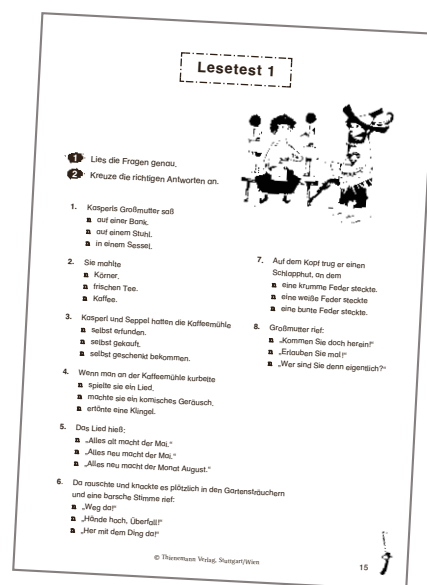 Lesetest 1
1 Lies die Fragen genau.
2 Kreuze die richtigen Antworten an.
1. Kasperls Großmutter saß
n auf einer Bank.
n auf einem Stuhl.
n in einem Sessel.
2. Sie mahlte
n Körner.
n frischen Tee.
n Kaffee.
3. Kasperl und Seppel hatten die Kaffeemühle
n selbst erfunden.
n selbst gekauft.
n selbst geschenkt bekommen.
4. Wenn man an der Kaffeemühle kurbelte
n spielte sie ein Lied.
n machte sie ein komisches Geräusch.
n ertönte eine Klingel.
5. Das Lied hieß:
n „Alles alt macht der Mai.“
n „Alles neu macht der Mai.“
n „Alles neu macht der Monat August.“
6. Da rauschte und knackte es plötzlich in den Gartensträuchern
und eine barsche Stimme rief:
n „Weg da!“
n „Hände hoch, Überfall!“
n „Her mit dem Ding da!“
7. Auf dem Kopf trug er einen
Schlapphut, an dem
n eine krumme Feder steckte.
n eine weiße Feder steckte
n eine bunte Feder steckte.
8. Großmutter rief:
n „Kommen Sie doch herein!“
n „Erlauben Sie mal!“
n „Wer sind Sie denn eigentlich?“
© Thienemann Verlag, Stuttgart/Wien
15